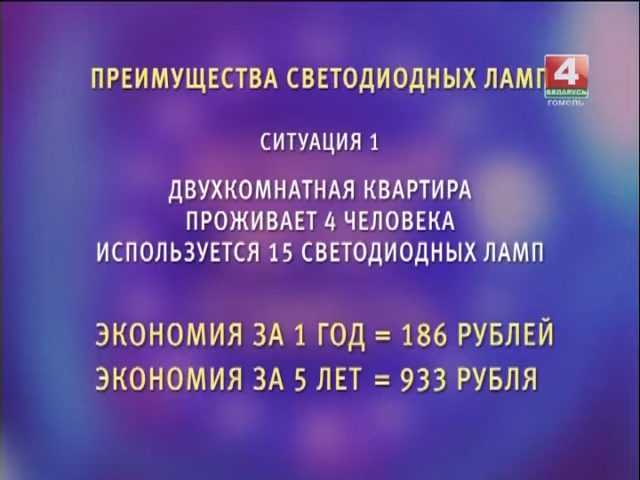 ПРЕИМУЩЕСТВА СВЕТОДИОДНЫХ ЛАМП
4
БЕЛАРУСЬ
ГОМЕЛЬ
СИТУАЦИЯ 1
ДВУХКОМНАТНАЯ КВАРТИРА
ПРОЖИВАЕТ 4 ЧЕЛОВЕКА
ИСПОЛЬЗУЕТСЯ 15 СВЕТОДИОДНЫХ ЛАМП
ЭКОНОМИЯ ЗА 1 ГОД = 186 РУБЛЕЙ
ЭКОНОМИЯ ЗА 5 ЛЕТ = 933 РУБЛЯ